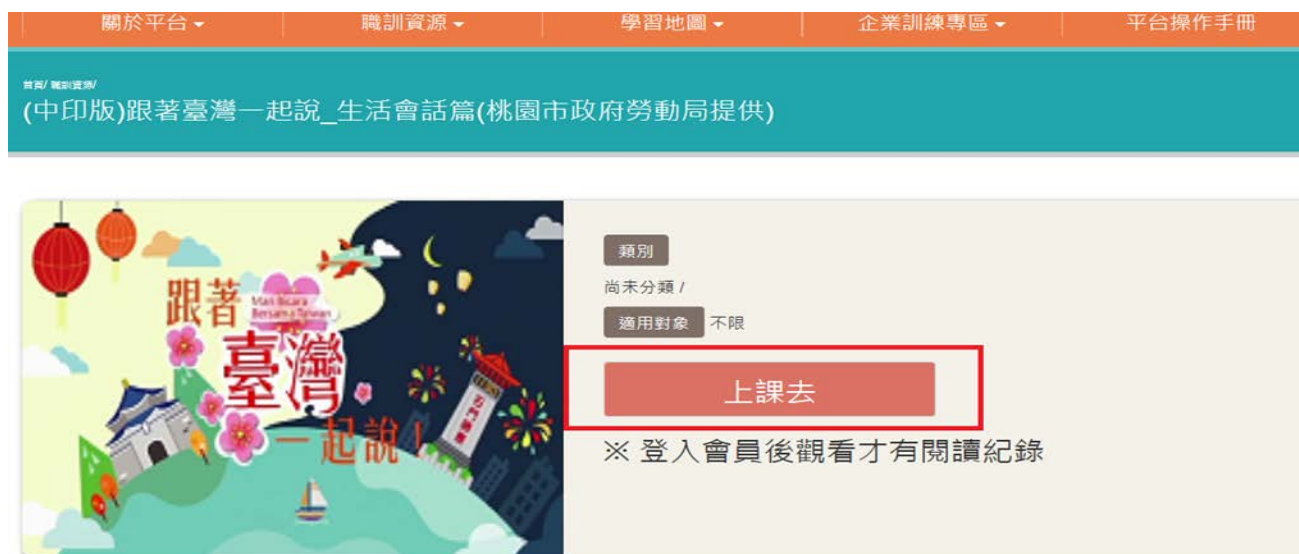 關於平台 職訓資源 學習地圖 企業訓練專區 平台操作手冊
首頁/ 職訓資源/
(中印版)跟著臺灣一起說_生活會話篇(桃園市政府勞動局提供)
跟著
Mari Bicara
Bersama Taiwan
臺灣
一起說!
類別
尚未分類 /
適用對象 不限
上課去
※ 登入會員後觀看才有閱讀紀錄